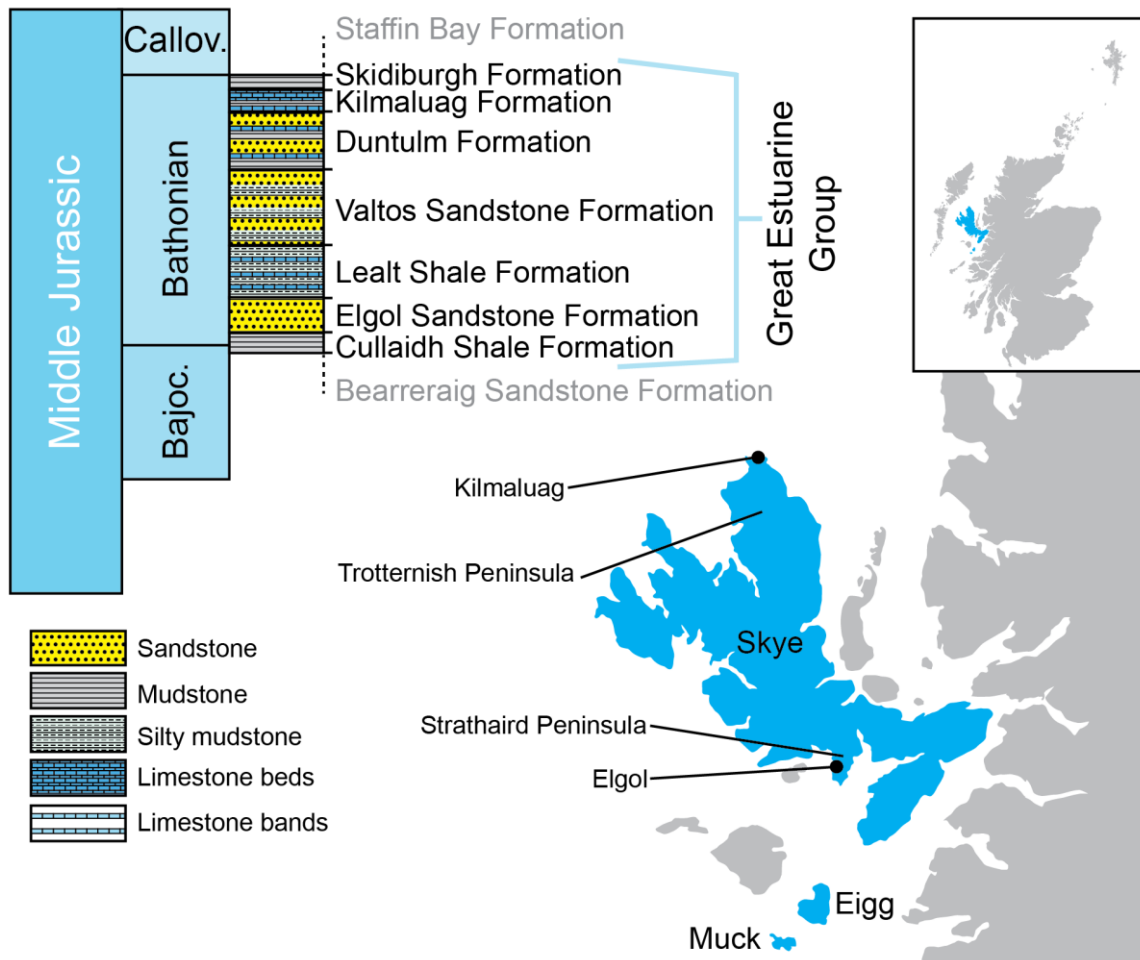 Middle Jurassic
Callov.
Bathonian
Bajoc.
Staffin Bay Formation
Skidiburgh Formation
Kilmaluag Formation
Duntulm Formation
Valtos Sandstone Formation
Lealt Shale Formation
Elgol Sandstone Formation
Cullaidh Shale Formation
Bearreraig Sandstone Formation
Great Estuarine
Group
Sandstone
Mudstone
Silty mudstone
Limestone beds
Limestone bands
Kilmaluag
Trotternish Peninsula
Skye
Strathaird Peninsula
Elgol
Eigg
Muck